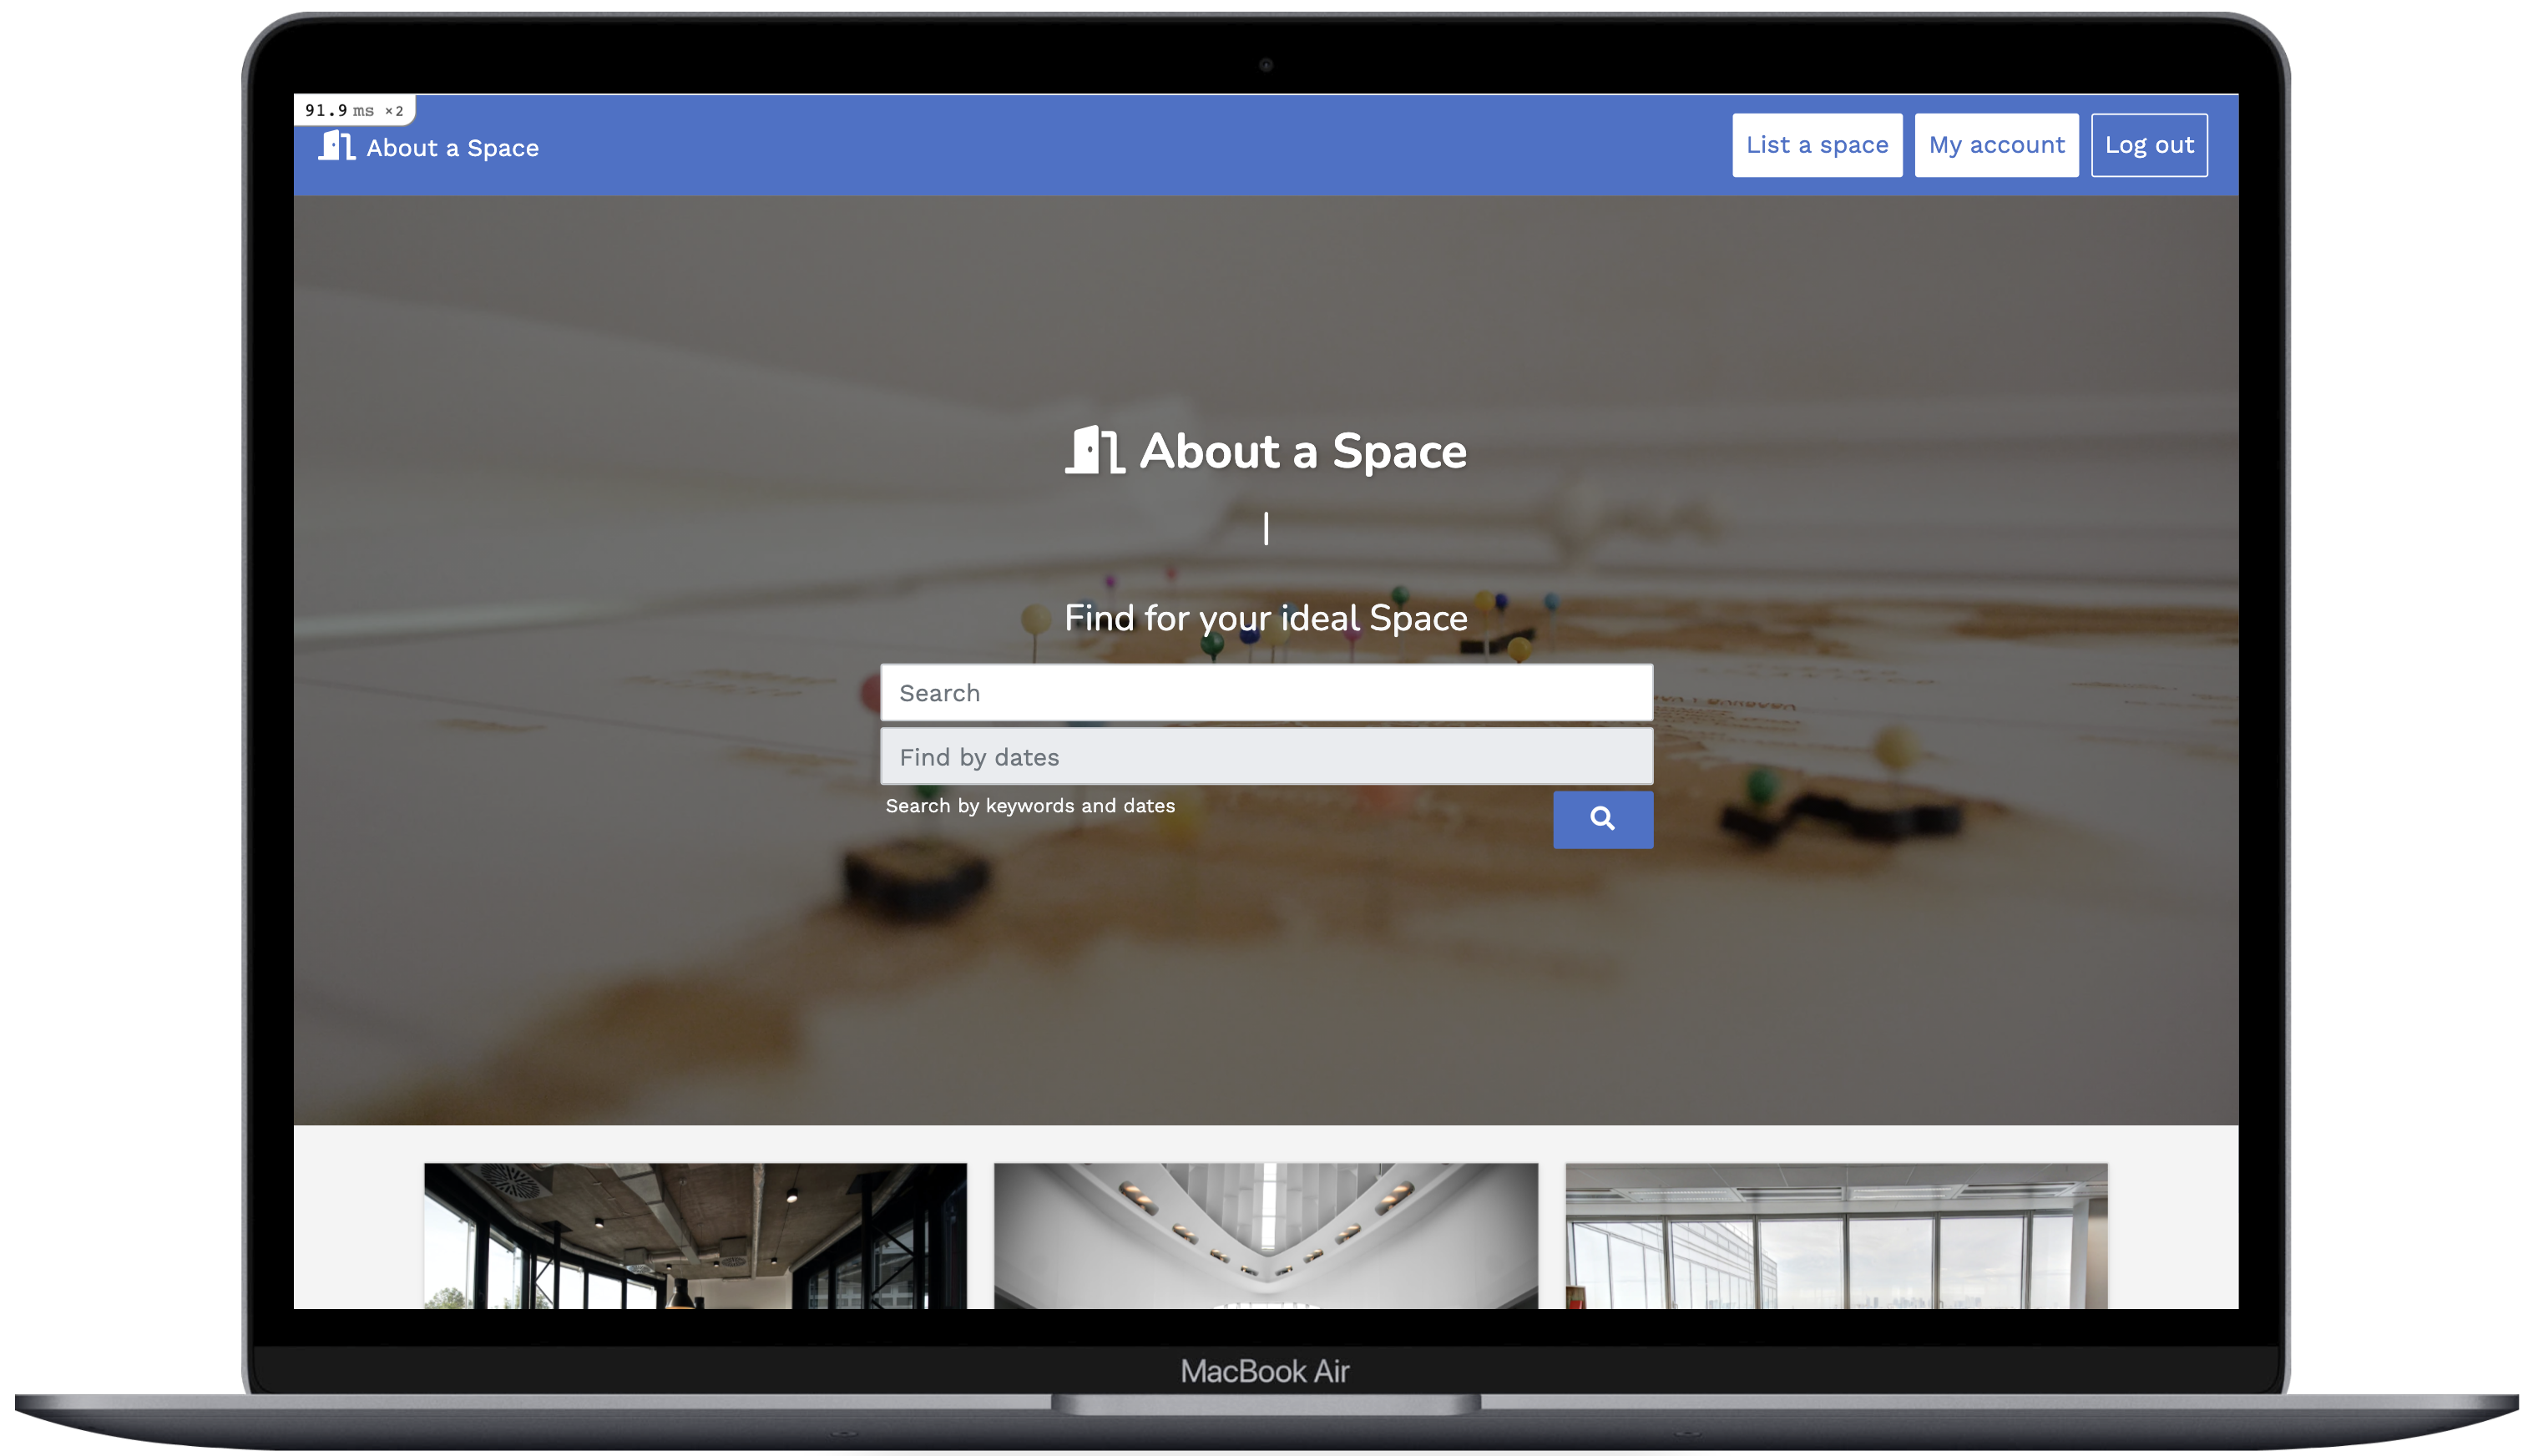 91.9 ms ×2
About a Space
List a space
My account
Log out
About a Space
Find for your ideal Space
Search
Find by dates
Search by keywords and dates
MacBook Air